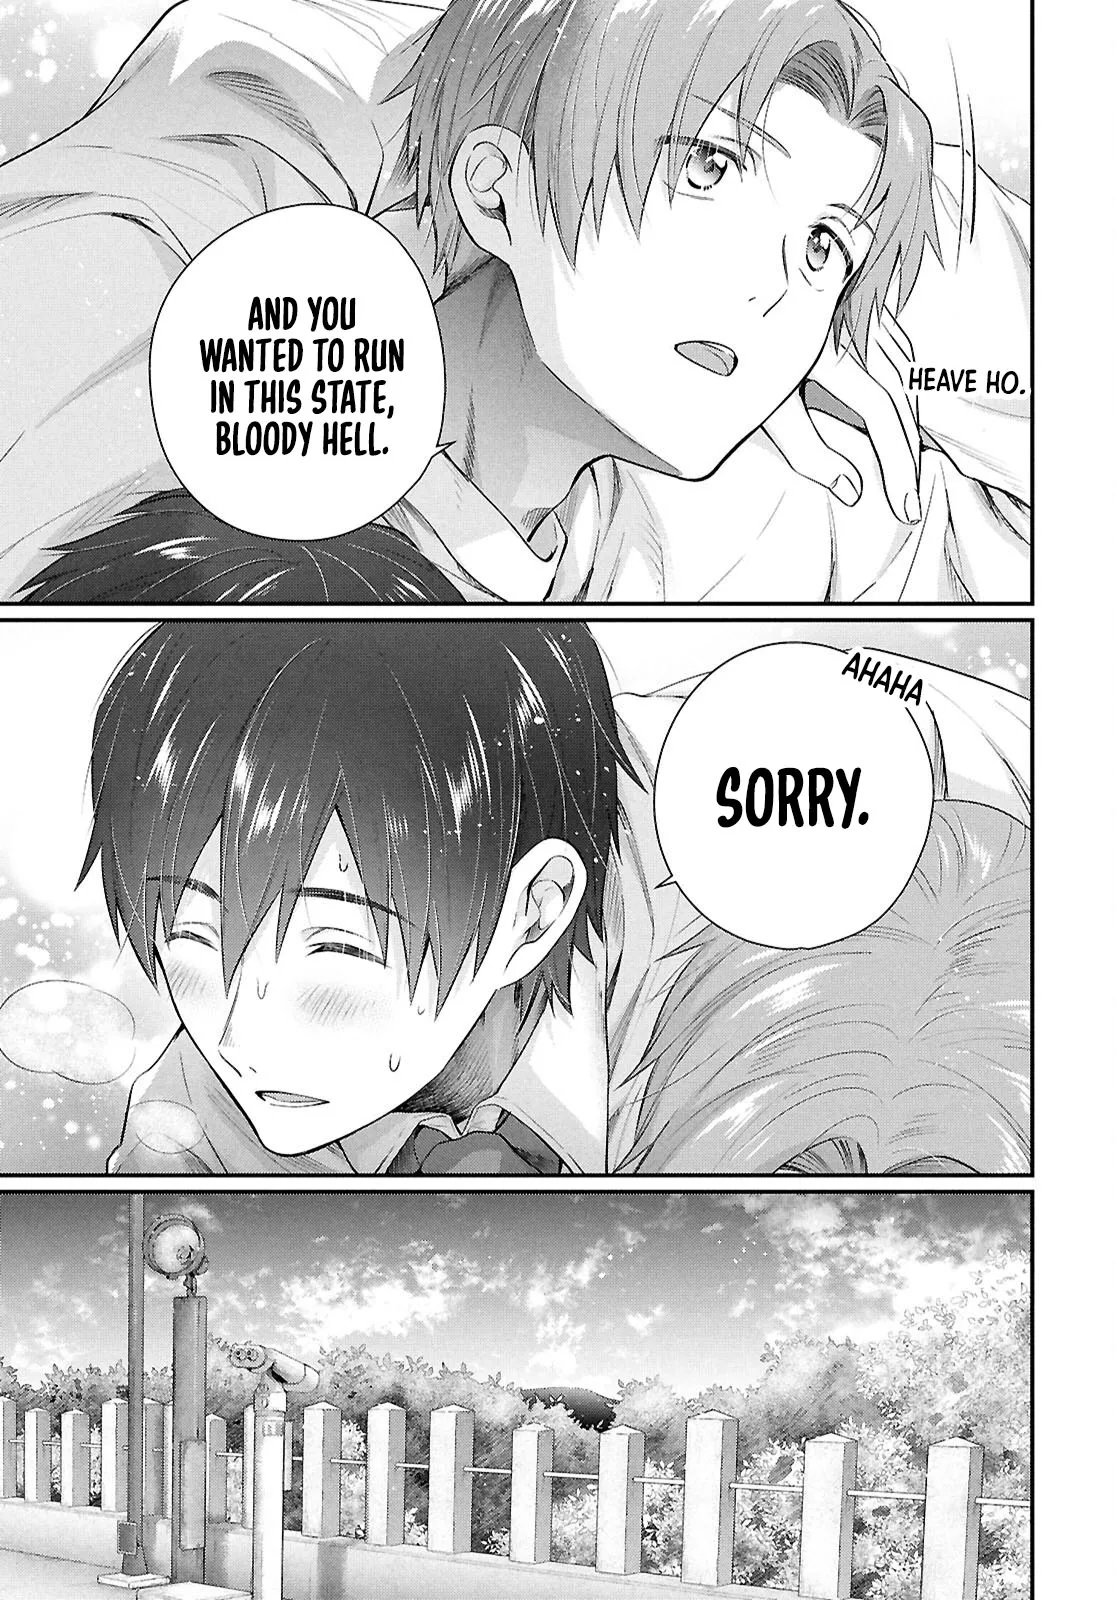 AND YOU
WANTED TO RUN
IN THIS STATE,
BLOODY HELL.
HEAVE HO.
AHAHA
SORRY.